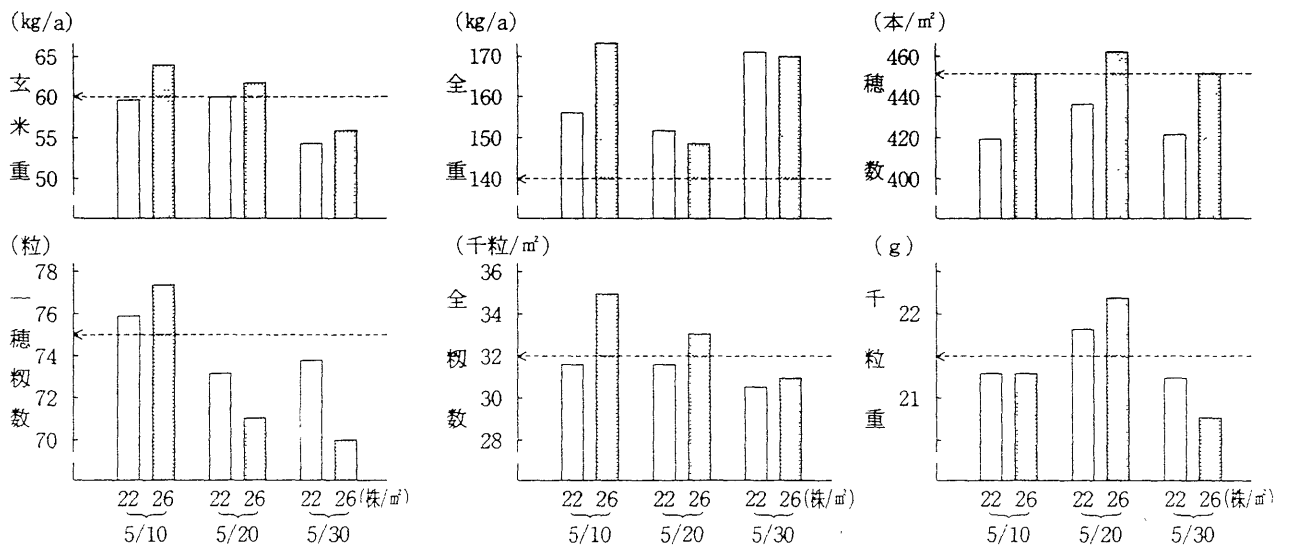 (kg/a)
65
60
55
50
玄米重
(kg/a)
170
160
150
140
全重
(本/㎡)
460
440
420
400
穂数
(粒)
78
76
74
72
70
一穂籾数
22 26 22 26 22 26(株/㎡)
5/10 5/20 5/30
(千粒/㎡)
36
34
32
30
28
全籾数
22 26 22 26 22 26(株/㎡)
5/10 5/20 5/30
(g)
22
21
千粒重
22 26 22 26 22 26(株/㎡)
5/10 5/20 5/30